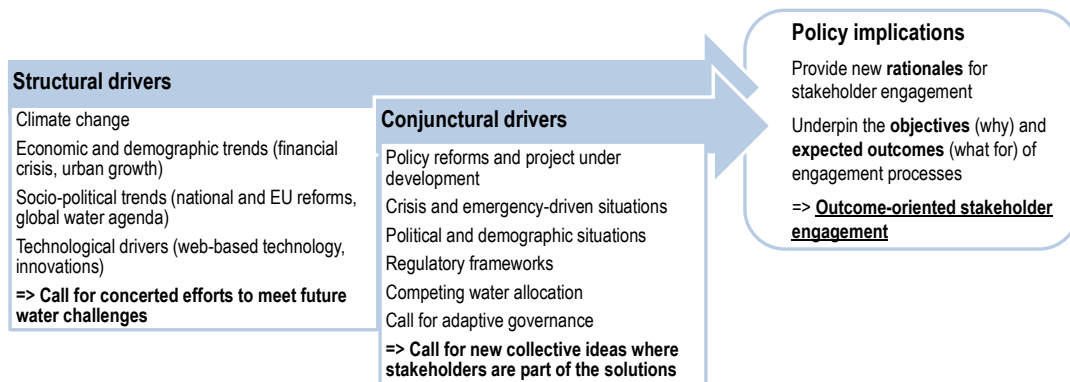 Structural drivers
Climate change
Economic and demographic trends (financial
crisis, urban growth)
Socio-political trends (national and EU reforms,
global water agenda)
Technological drivers (web-based technology,
innovations)
=> Call for concerted efforts to meet future
water challenges
Conjunctural drivers
Policy reforms and project under
development
Crisis and emergency-driven situations
Political and demographic situations
Regulatory frameworks
Competing water allocation
Call for adaptive governance
=> Call for new collective ideas where
stakeholders are part of the solutions
Policy implications
Provide new rationales for
stakeholder engagement
Underpin the objectives (why) and
expected outcomes (what for) of
engagement processes
=> Outcome-oriented stakeholder
engagement